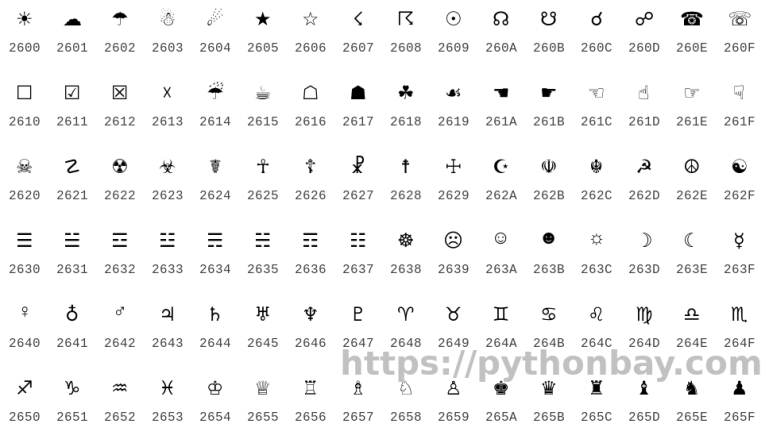 ☀ ☁ ☂ ☃ ☄ ★ ☆ ☇ ☈ ☉ ☊ ☋ ☌ ☍ ☎ ☏
2600 2601 2602 2603 2604 2605 2606 2607 2608 2609 260A 260B 260C 260D 260E 260F
☐ ☑ ☒ ☓ ☔ ☕ ☖ ☗ ☘ ☙ ☚ ☛ ☜ ☝ ☞ ☟
2610 2611 2612 2613 2614 2615 2616 2617 2618 2619 261A 261B 261C 261D 261E 261F
☠ ☡ ☢ ☣ ☤ ☥ ☦ ☧ ☨ ☩ ☪ ☫ ☬ ☭ ☮ ☯
2620 2621 2622 2623 2624 2625 2626 2627 2628 2629 262A 262B 262C 262D 262E 262F
☰ ☱ ☲ ☳ ☴ ☵ ☶ ☷ ☸ ☹ ☺ ☻ ☼ ☽ ☾ ☿
2630 2631 2632 2633 2634 2635 2636 2637 2638 2639 263A 263B 263C 263D 263E 263F
♀ ♁ ♂ ♃ ♄ ♅ ♆ ♇ ♈ ♉ ♊ ♋ ♌ ♍ ♎ ♏
2640 2641 2642 2643 2644 2645 2646 2647 2648 2649 264A 264B 264C 264D 264E 264F
https://pythonbay.com
♐ ♑ ♒ ♓ ♔ ♕ ♖ ♗ ♘ ♙ ♚ ♛ ♜ ♝ ♞ ♟
2650 2651 2652 2653 2654 2655 2656 2657 2658 2659 265A 265B 265C 265D 265E 265F